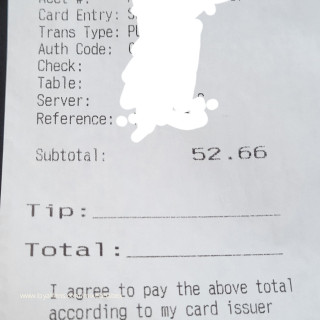 Card Entry:
Trans Type:
Auth Code:
Check:
Table:
Server:
Reference:
Subtotal: 52.66
Tip:
Total:
I agree to pay the above total
according to my card issuer